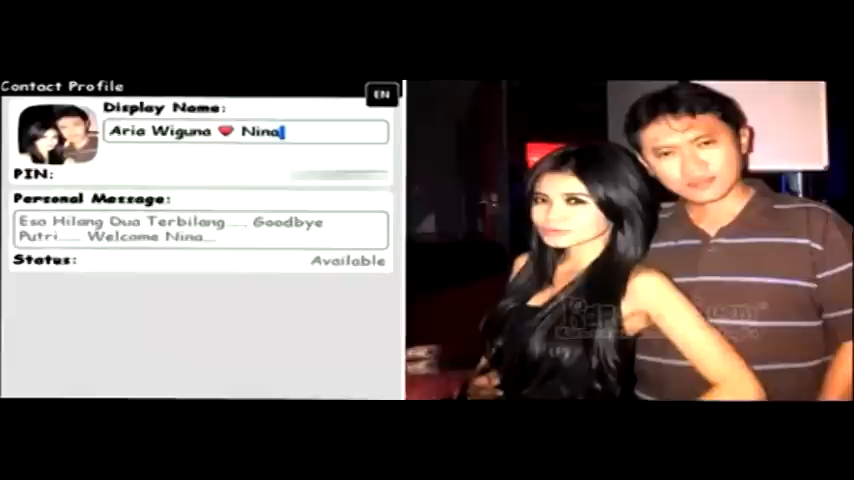 Contact Profile
EN
Display Name:
Aria Wiguna ❤ Nina
PIN:
Personal Message:
Esa Hilang Dua Terbilang..... Goodbye
Putri..... Welcome Nina...
Status:
Available